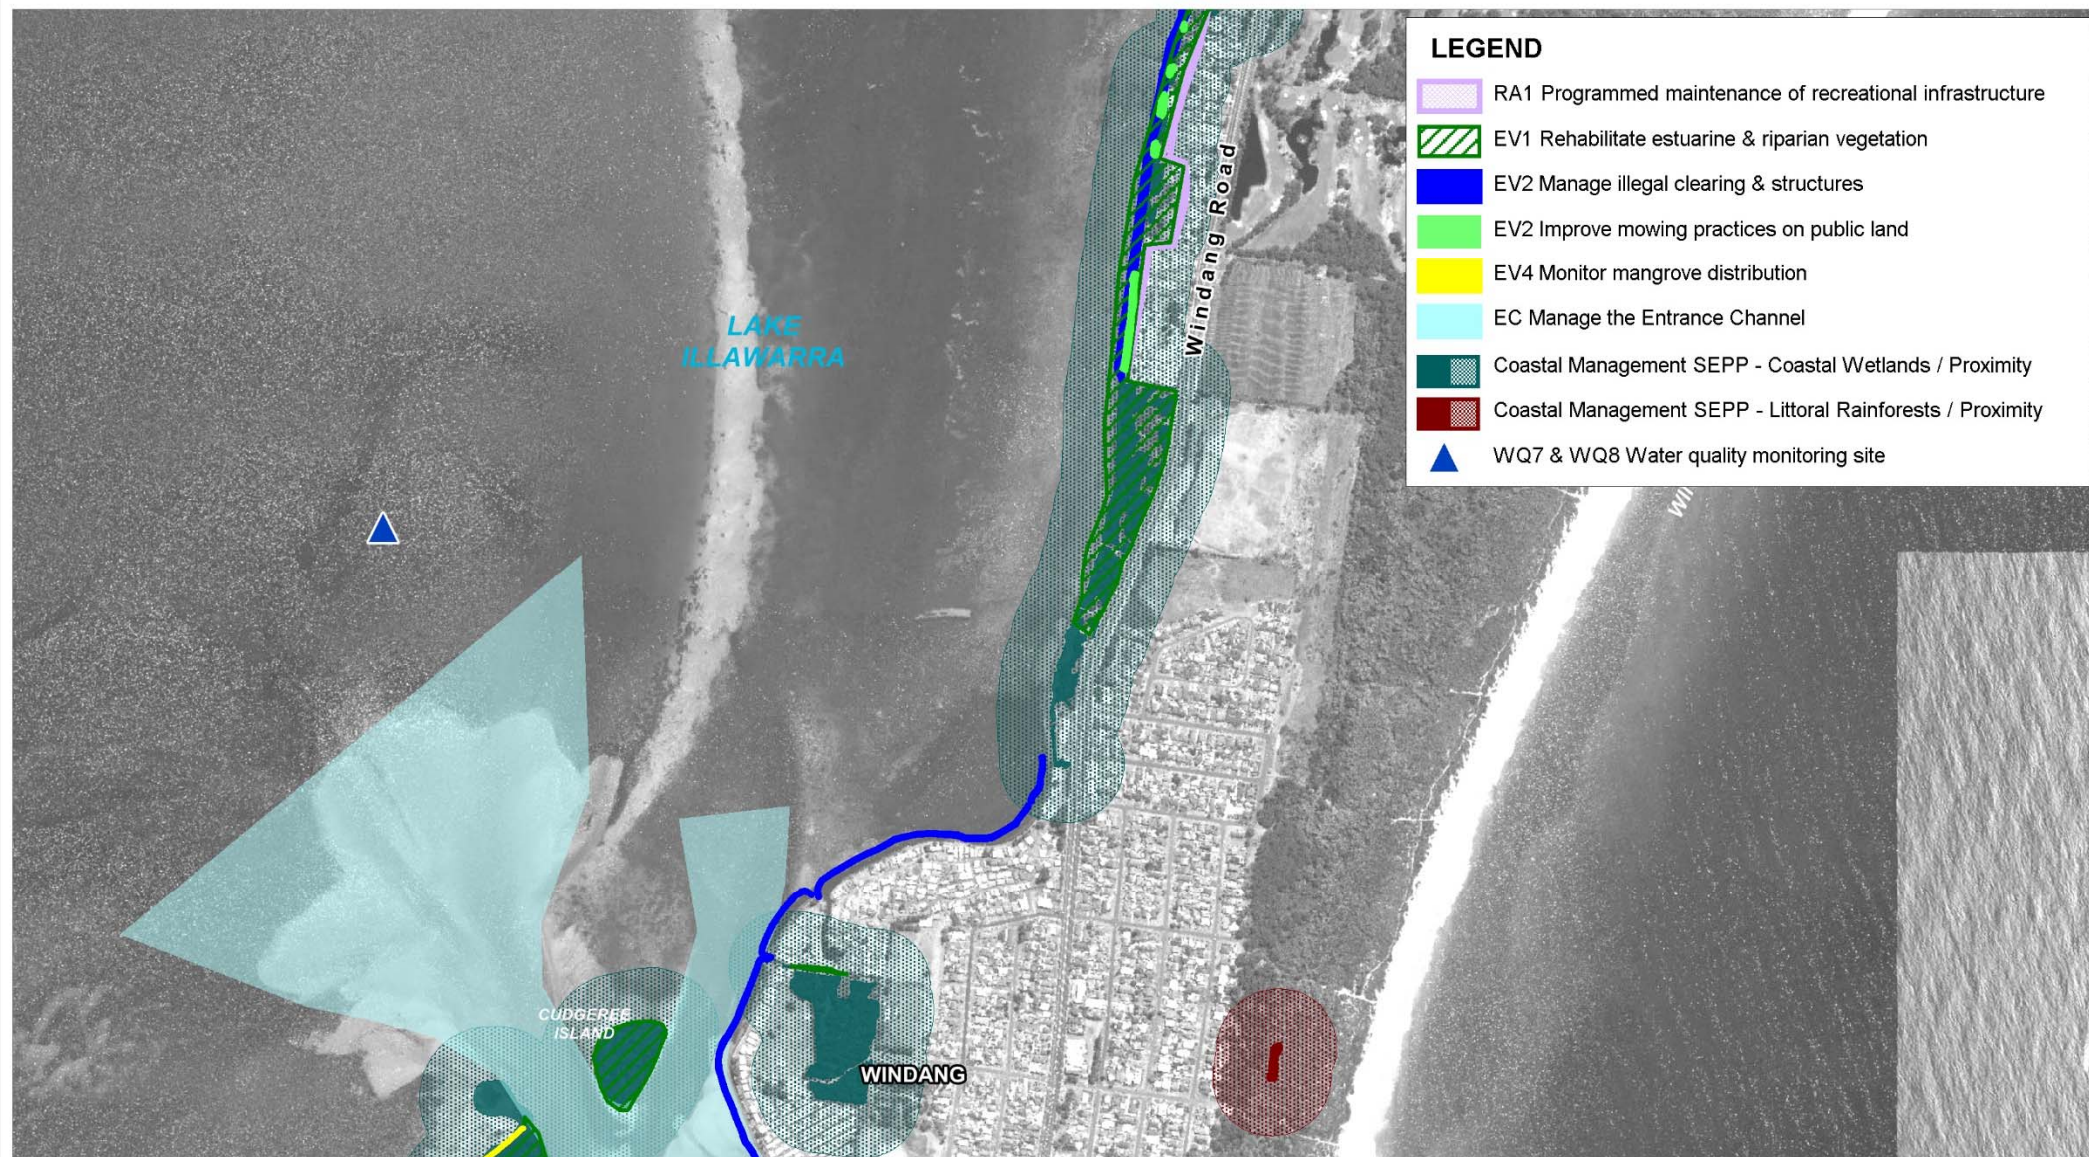 LEGEND
RA1 Programmed maintenance of recreational infrastructure
EV1 Rehabilitate estuarine & riparian vegetation
EV2 Manage illegal clearing & structures
EV2 Improve mowing practices on public land
EV4 Monitor mangrove distribution
EC Manage the Entrance Channel
Coastal Management SEPP - Coastal Wetlands / Proximity
Coastal Management SEPP - Littoral Rainforests / Proximity
WQ7 & WQ8 Water quality monitoring site
Windang Road
LAKE
ILLAWARRA
CUDGEREE
ISLAND
WINDANG